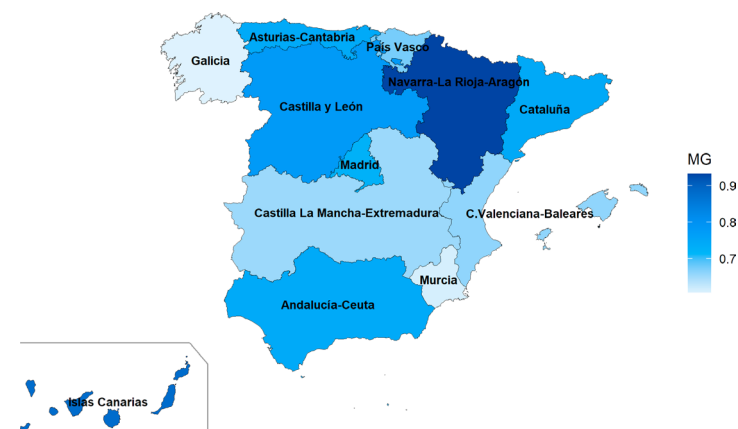 Asturias-Cantabria
País Vasco
Galicia
Navarra-La Rioja-Aragón
Castilla y León
Cataluña
MG
Madrid
0.9
Castilla La Mancha-Extremadura
C.Valenciana-Baleares
0.8
0.7
Murcia
Andalucía-Ceuta
Islas Canarias